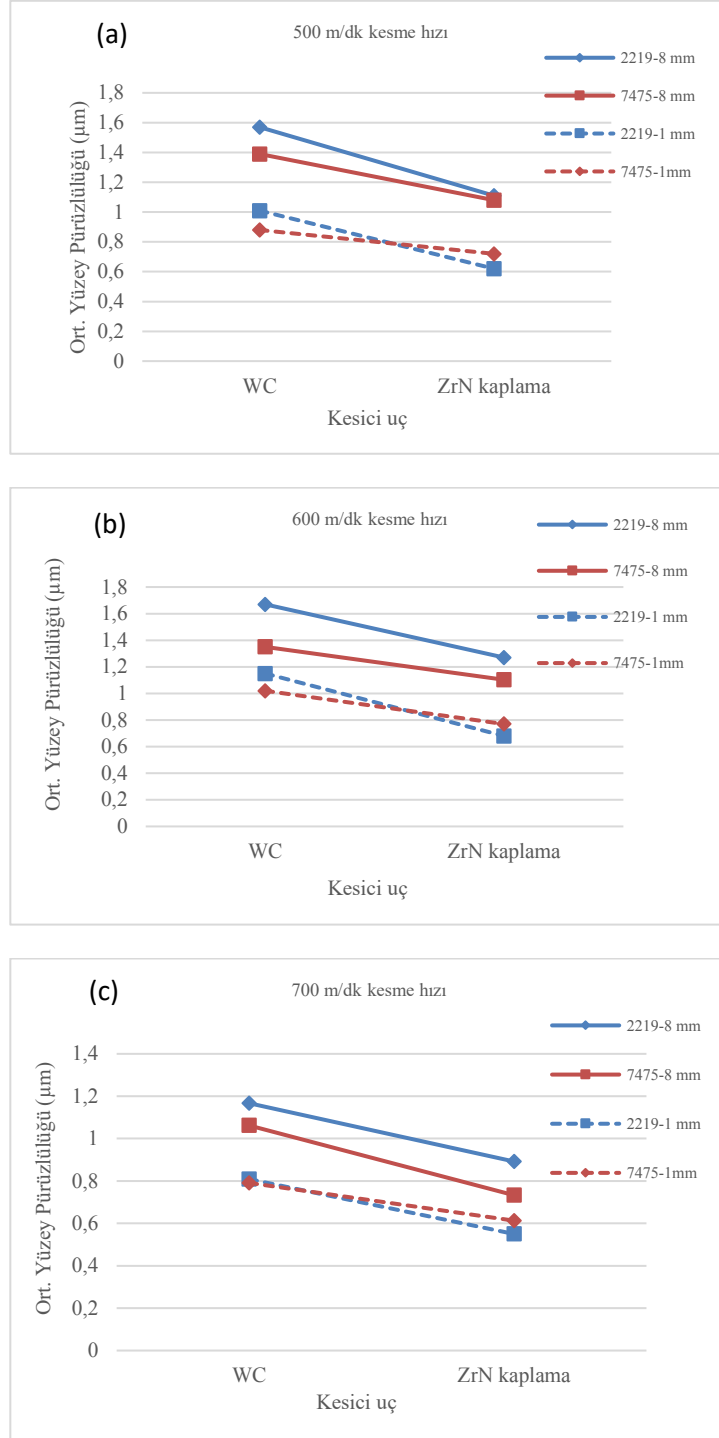 (a)
500 m/dk kesme hızı
2219-8 mm
7475-8 mm
2219-1 mm
7475-1mm
Ort. Yüzey Pürüzlülüğü (µm)
1,8
1,6
1,4
1,2
1
0,8
0,6
0,4
0,2
0
WC
ZrN kaplama
Kesici uç
(b)
600 m/dk kesme hızı
2219-8 mm
7475-8 mm
2219-1 mm
7475-1mm
Ort. Yüzey Pürüzlülüğü (µm)
1,8
1,6
1,4
1,2
1
0,8
0,6
0,4
0,2
0
WC
ZrN kaplama
Kesici uç
(c)
700 m/dk kesme hızı
2219-8 mm
7475-8 mm
2219-1 mm
7475-1mm
Ort. Yüzey Pürüzlülüğü (µm)
1,4
1,2
1
0,8
0,6
0,4
0,2
0
WC
ZrN kaplama
Kesici uç